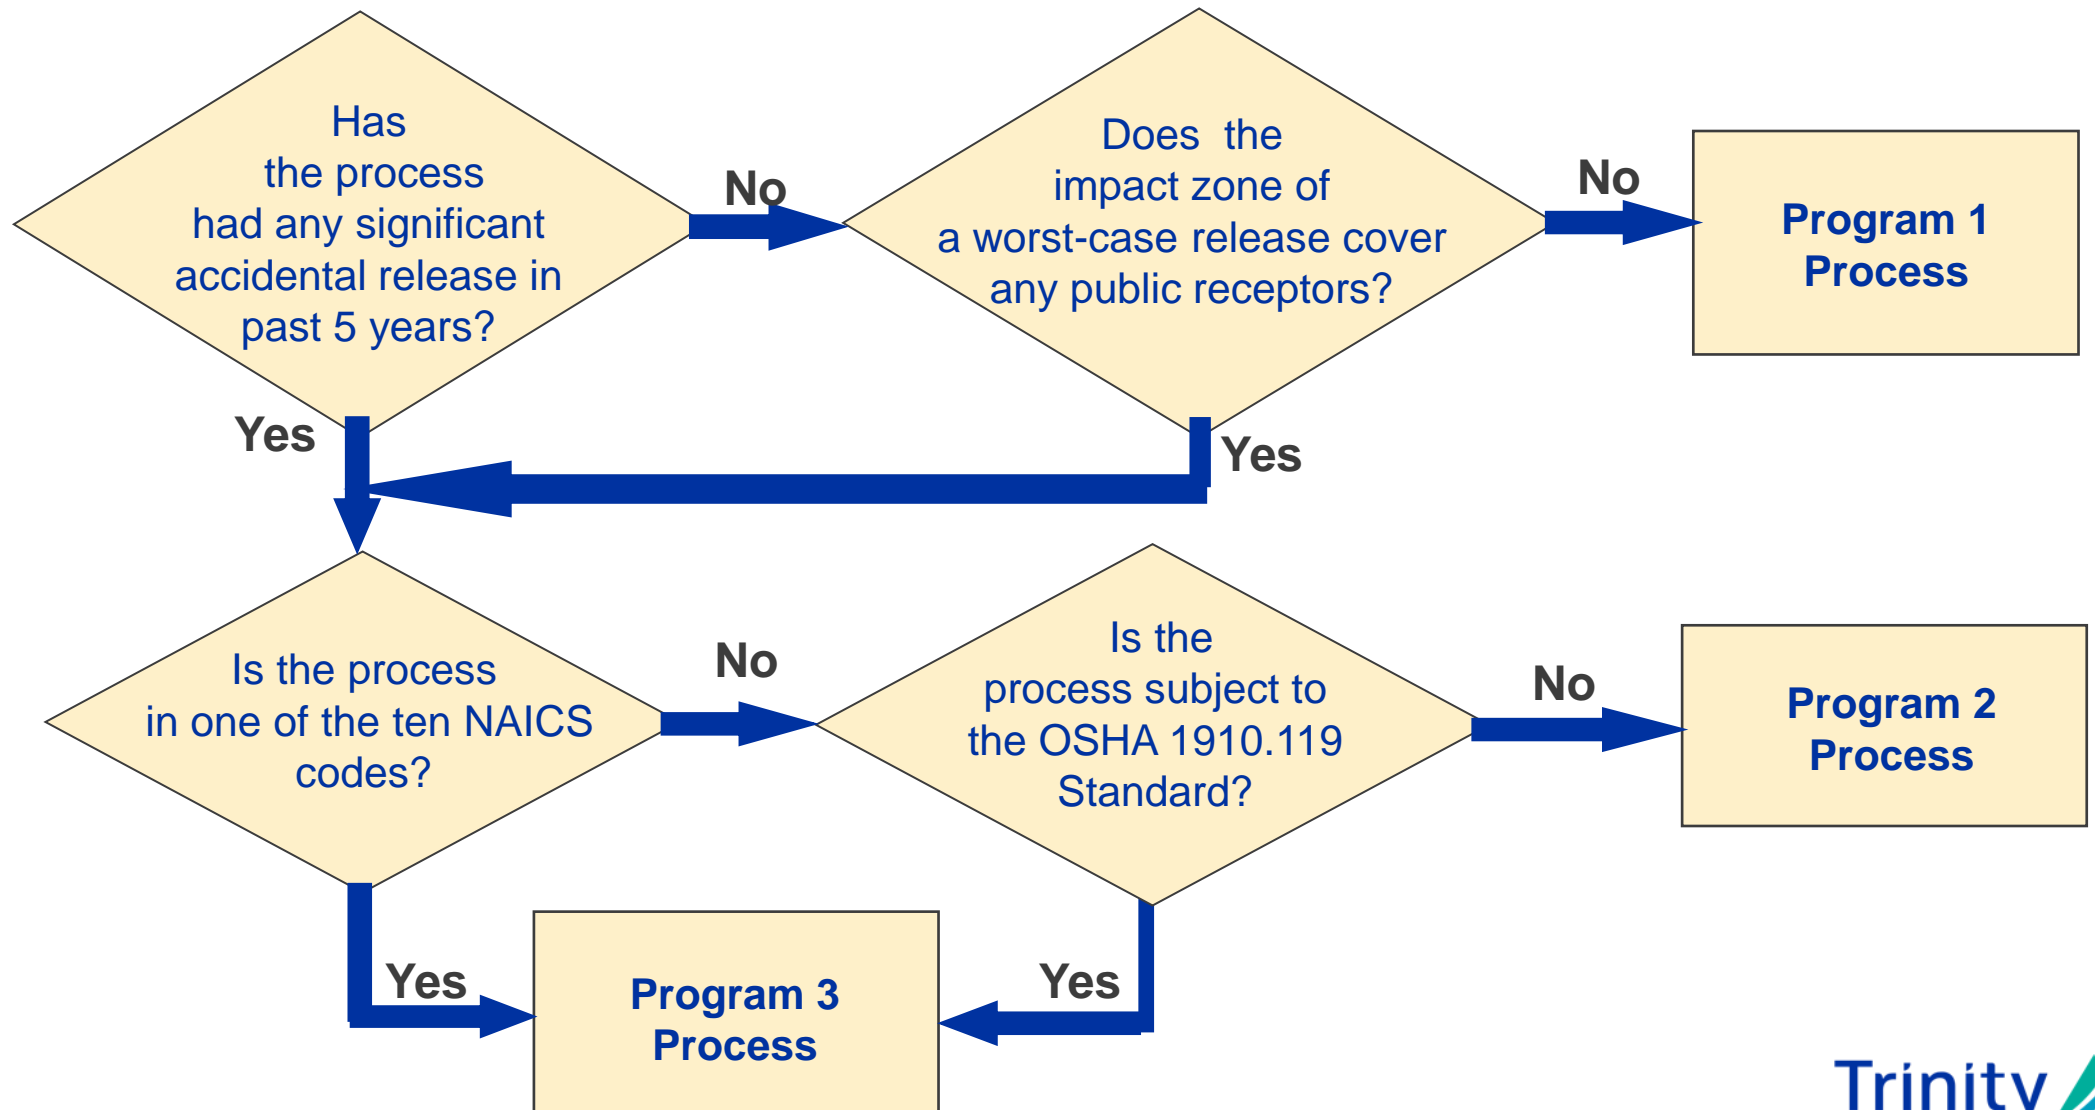 Has
the process
had any significant
accidental release in
past 5 years?
No
Does the
impact zone of
a worst-case release cover
any public receptors?
No
Program 1
Process
Yes
Yes
Is the process
in one of the ten NAICS
codes?
No
Is the
process subject to
the OSHA 1910.119
Standard?
No
Program 2
Process
Yes
Program 3
Process
Yes
Trinity